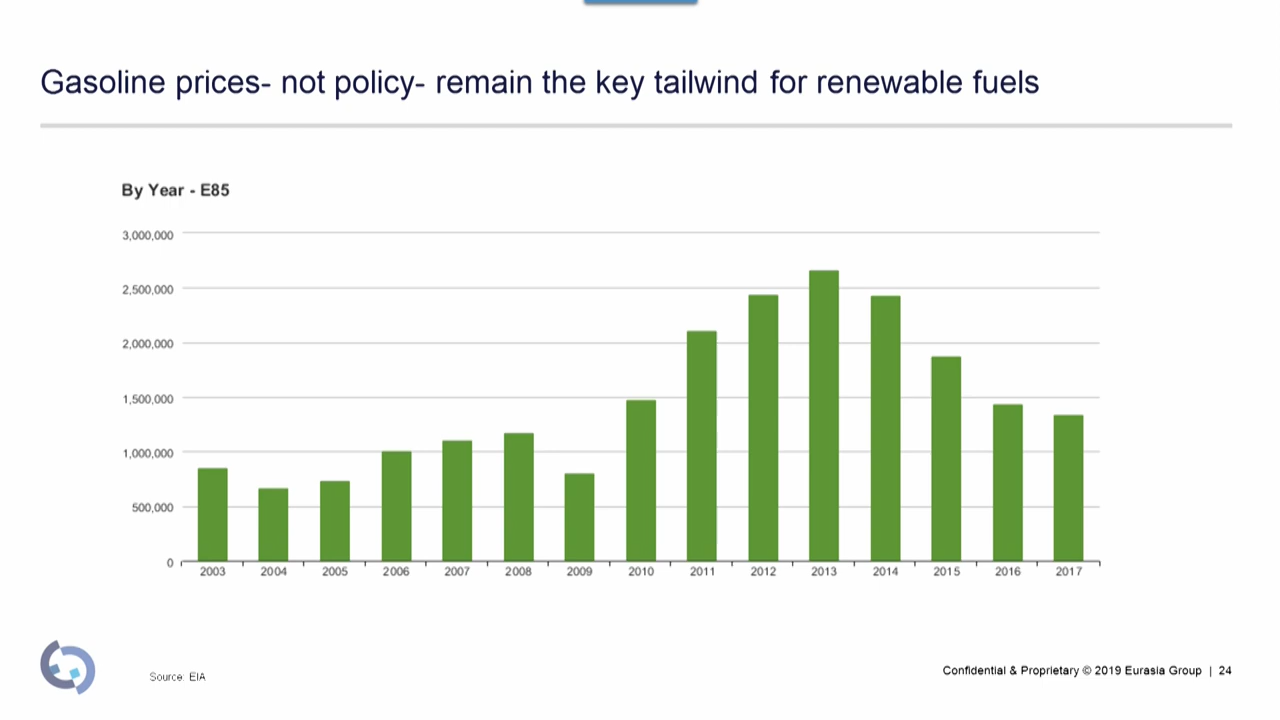 Gasoline prices- not policy- remain the key tailwind for renewable fuels
By Year - E85
3,000,000
2,500,000
2,000,000
1,500,000
1,000,000
500,000
0
2003 2004 2005 2006 2007 2008 2009 2010 2011 2012 2013 2014 2015 2016 2017
Source: EIA
Confidential & Proprietary © 2019 Eurasia Group | 24